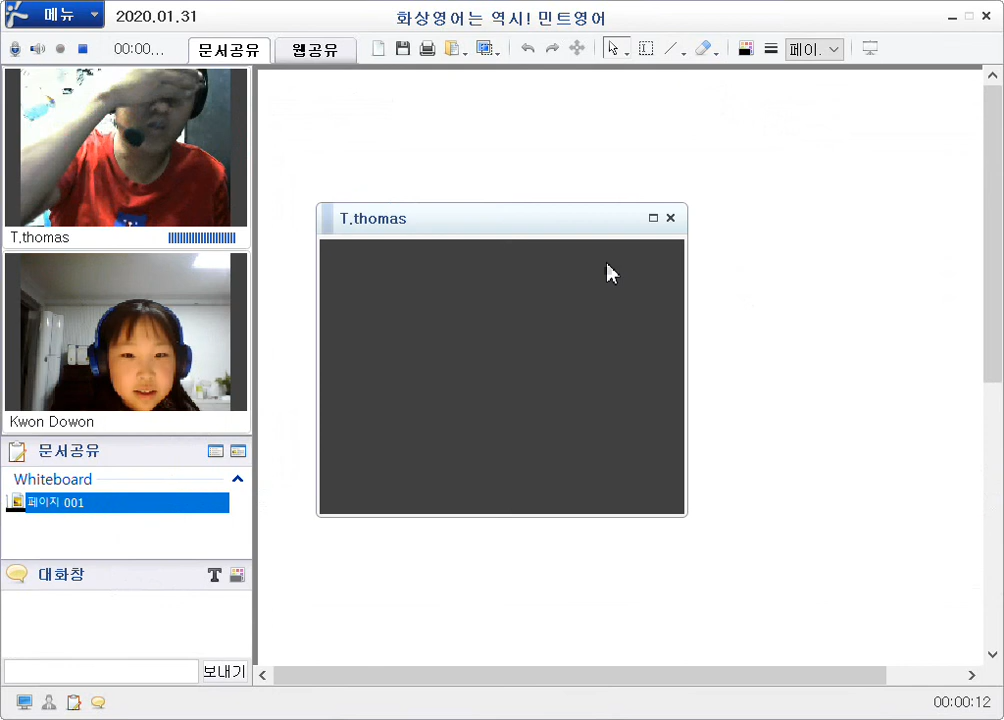 메뉴
2020.01.31
화상영어는 역시! 민트영어
00:00...
문서공유
웹공유
페이.
T.thomas
Kwon Dowon
T.thomas
문서공유
Whiteboard
페이지 001
대화창
T
보내기
00:00:12